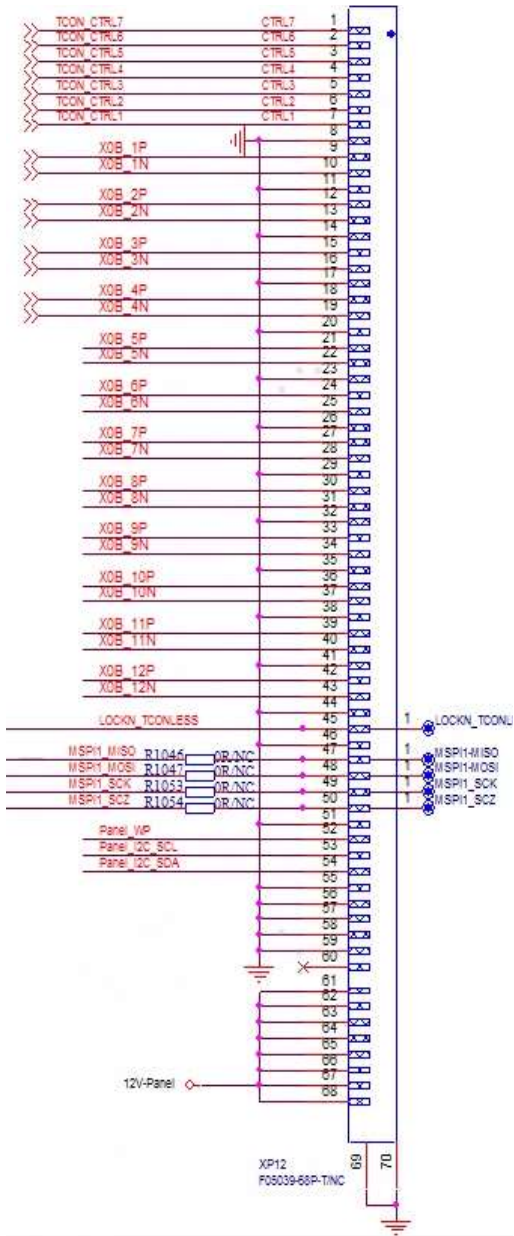 TCON_CTRL7 CTRL7 1
TCON_CTRL6 CTRL6 2
TCON_CTRL5 CTRL5 3
TCON_CTRL4 CTRL4 4
TCON_CTRL3 CTRL3 5
TCON_CTRL2 CTRL2 6
TCON_CTRL1 CTRL1 7
8
X0B_1P 9
X0B_1N 10
11
X0B_2P 12
X0B_2N 13
14
X0B_3P 15
X0B_3N 16
17
X0B_4P 18
X0B_4N 19
20
X0B_5P 21
X0B_5N 22
23
X0B_6P 24
X0B_6N 25
26
X0B_7P 27
X0B_7N 28
29
X0B_8P 30
X0B_8N 31
32
X0B_9P 33
X0B_9N 34
35
X0B_10P 36
X0B_10N 37
38
X0B_11P 39
X0B_11N 40
41
X0B_12P 42
X0B_12N 43
44
LOCKN_TCONLESS 45 1 LOCKN_TCONL
46
MSPI1_MISO R1046 0R/NC 47 1 MSPI1-MISO
MSPI1_MOSI R1047 0R/NC 48 1 MSPI1-MOSI
MSPI1_SCK R1053 0R/NC 49 1 MSPI1_SCK
MSPI1_SCZ R1054 0R/NC 50 1 MSPI1_SCZ
51
Panel_WP 52
Panel_I2C_SCL 53
Panel_I2C_SDA 54
55
56
57
58
59
60
61
62
63
64
65
66
12V-Panel 67
68
XP12 69 70
F05039-68P-T/NC